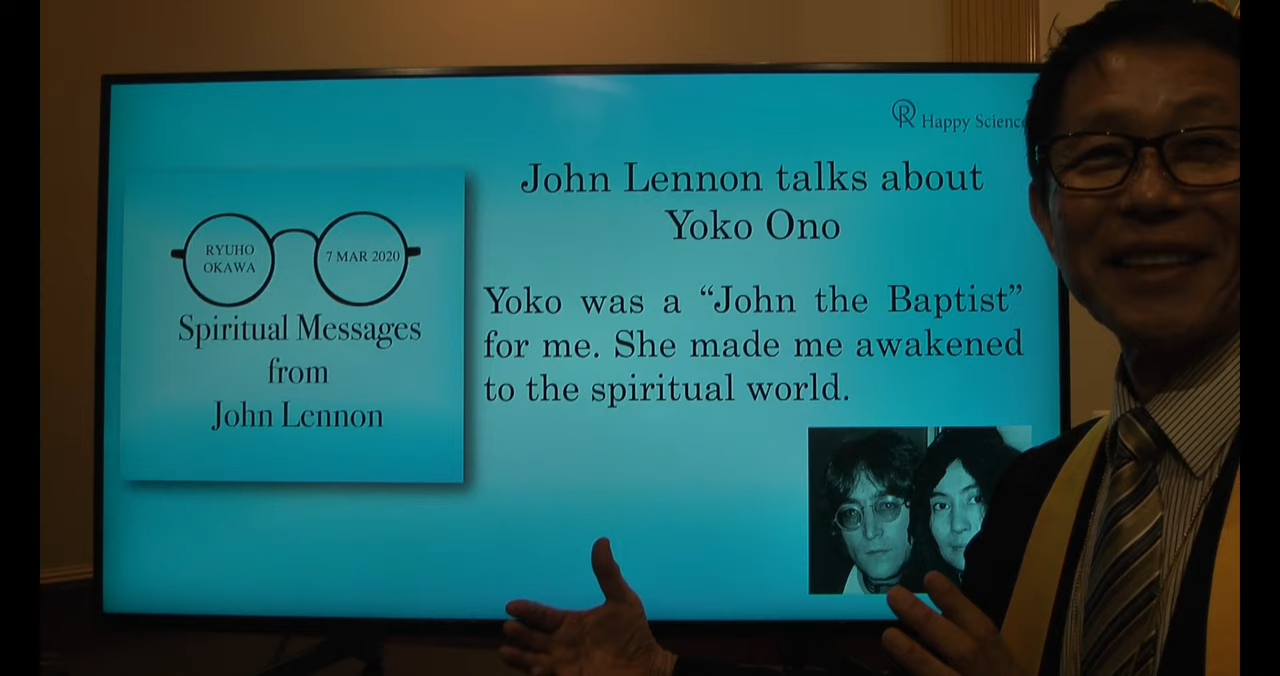 Happy Science
John Lennon talks about
Yoko Ono
RYUHO
OKAWA
7 MAR 2020
Spiritual Messages
from
John Lennon
Yoko was a “John the Baptist”
for me. She made me awakened
to the spiritual world.